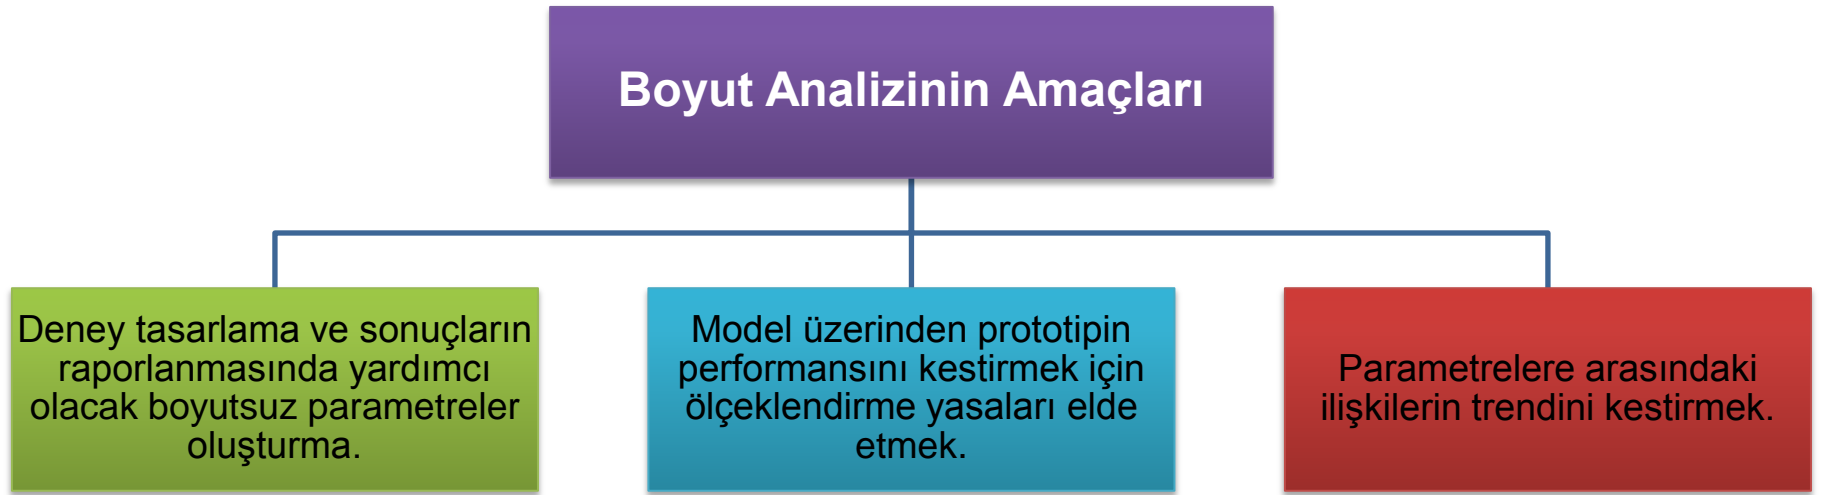 Boyut Analizinin Amaçları
Deney tasarlama ve sonuçların
raporlanmasında yardımcı
olacak boyutsuz parametreler
oluşturma.
Model üzerinden prototipin
performansını kestirmek için
ölçeklendirme yasaları elde
etmek.
Parametrelere arasındaki
ilişkilerin trendini kestirmek.